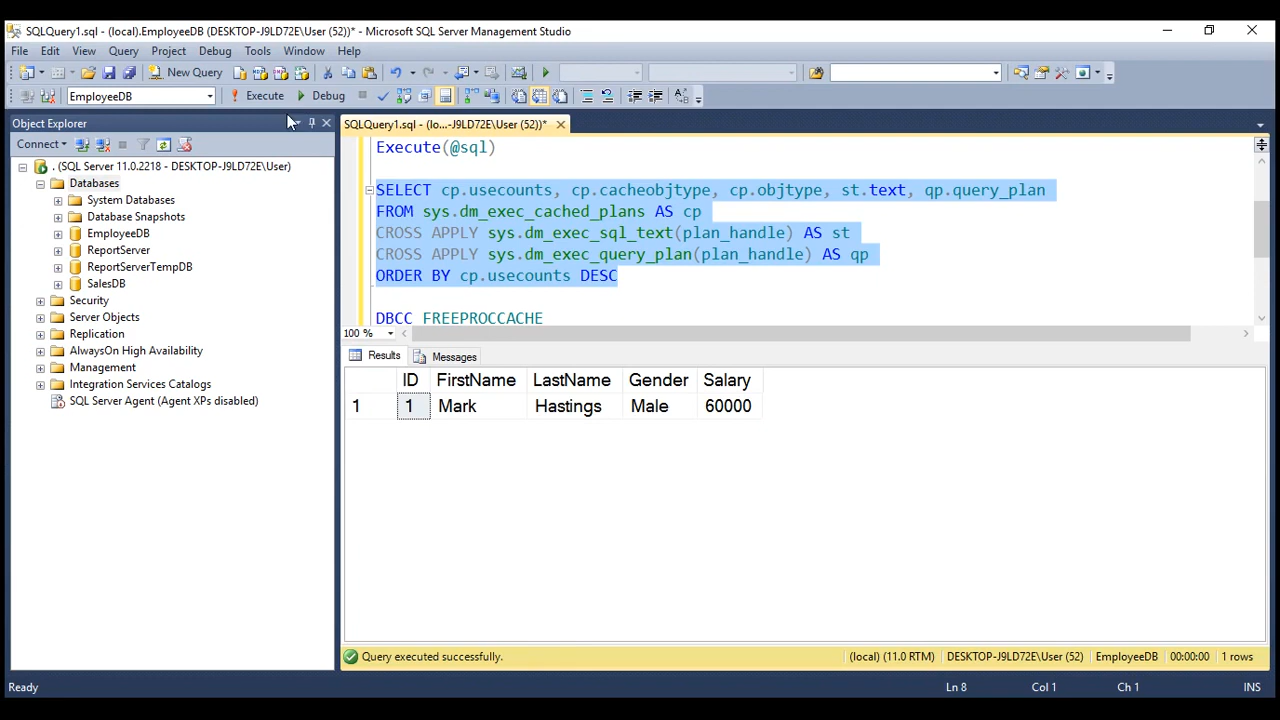 SQLQuery1.sql - (local).EmployeeDB (DESKTOP-J9LD72E\User (52))* - Microsoft SQL Server Management Studio
File Edit View Query Project Debug Tools Window Help
New Query
EmployeeDB Execute Debug
Object Explorer
Connect
. (SQL Server 11.0.2218 - DESKTOP-J9LD72E\User)
Databases
System Databases
Database Snapshots
EmployeeDB
ReportServer
ReportServerTempDB
SalesDB
Security
Server Objects
Replication
AlwaysOn High Availability
Management
Integration Services Catalogs
SQL Server Agent (Agent XPs disabled)
SQLQuery1.sql - (lo...-J9LD72E\User (52))*
Execute(@sql)
SELECT cp.usecounts, cp.cacheobjtype, cp.objtype, st.text, qp.query_plan
FROM sys.dm_exec_cached_plans AS cp
CROSS APPLY sys.dm_exec_sql_text(plan_handle) AS st
CROSS APPLY sys.dm_exec_query_plan(plan_handle) AS qp
ORDER BY cp.usecounts DESC
DBCC FREEPROCCACHE
100 %
Results Messages
ID FirstName LastName Gender Salary
1 1 Mark Hastings Male 60000
Query executed successfully. (local) (11.0 RTM) DESKTOP-J9LD72E\User (52) EmployeeDB 00:00:00 1 rows
Ready Ln 8 Col 1 Ch 1 INS